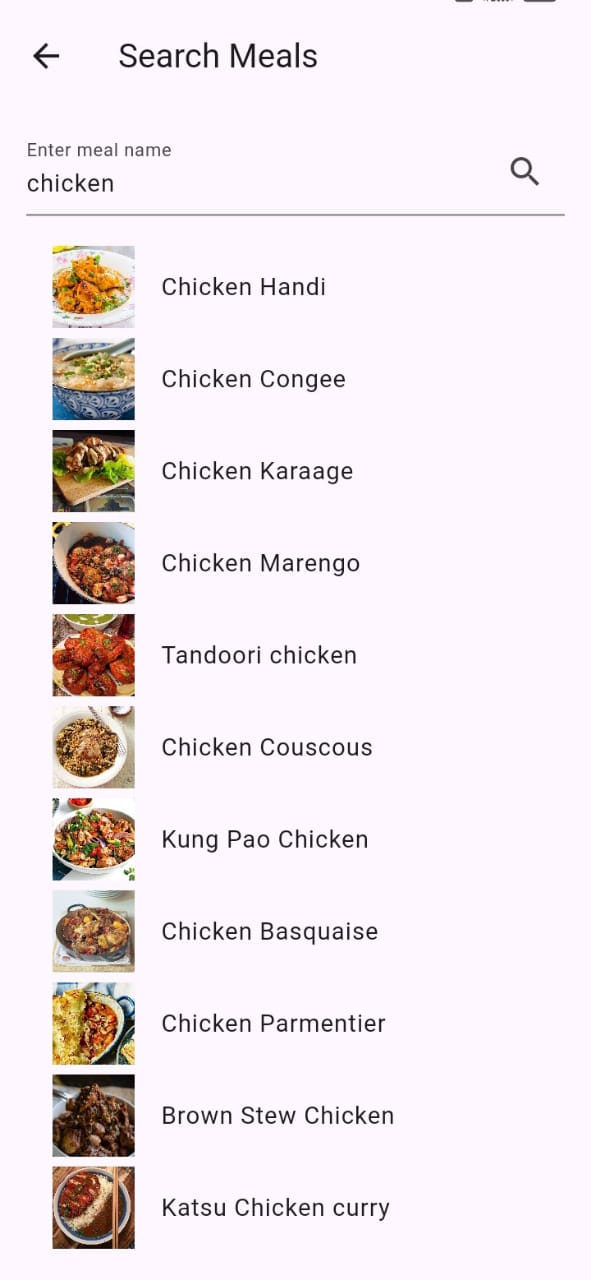 Search Meals
Enter meal name
chicken
Chicken Handi
Chicken Congee
Chicken Karaage
Chicken Marengo
Tandoori chicken
Chicken Couscous
Kung Pao Chicken
Chicken Basquaise
Chicken Parmentier
Brown Stew Chicken
Katsu Chicken curry